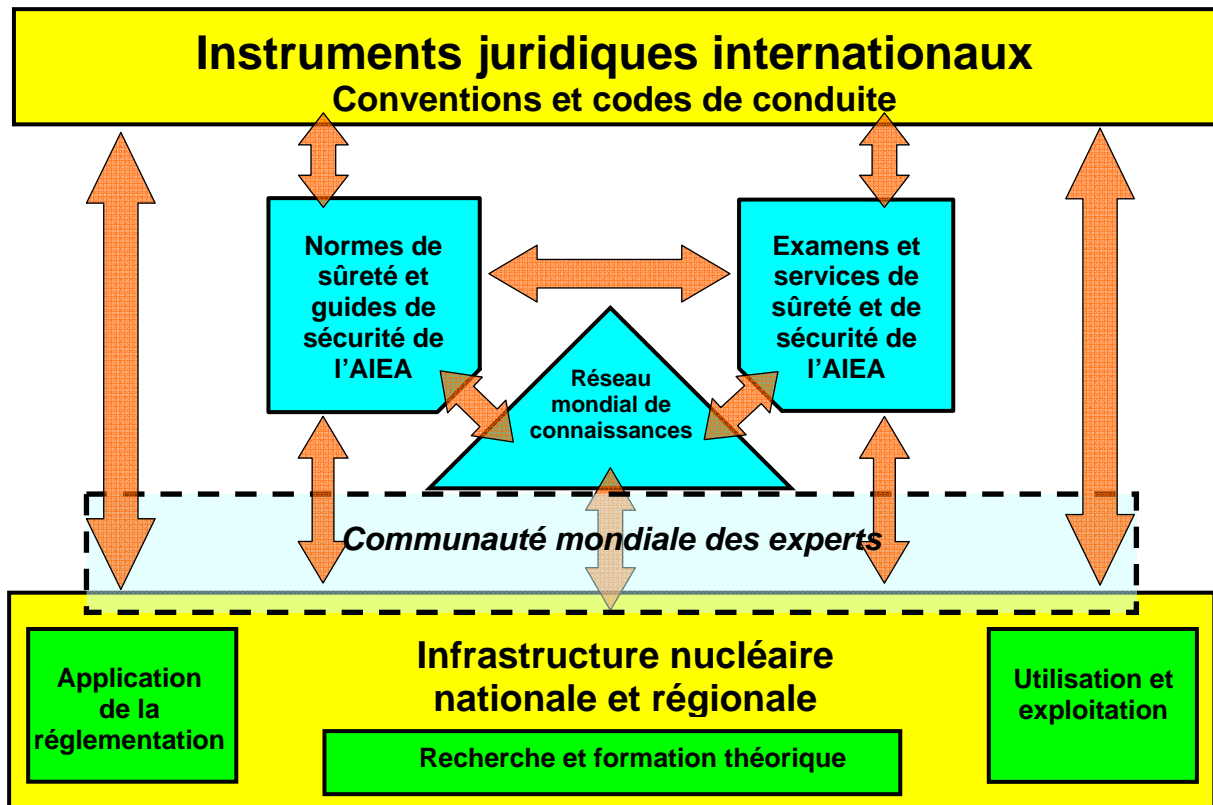 Instruments juridiques internationaux
Conventions et codes de conduite
Normes de
sûreté et
guides de
sécurité de
l'AIEA
Examens et
services de
sûreté et de
sécurité de
l'AIEA
Réseau
mondial de
connaissances
Communauté mondiale des experts
Infrastructure nucléaire
nationale et régionale
Application
de la
réglementation
Recherche et formation théorique
Utilisation et
exploitation